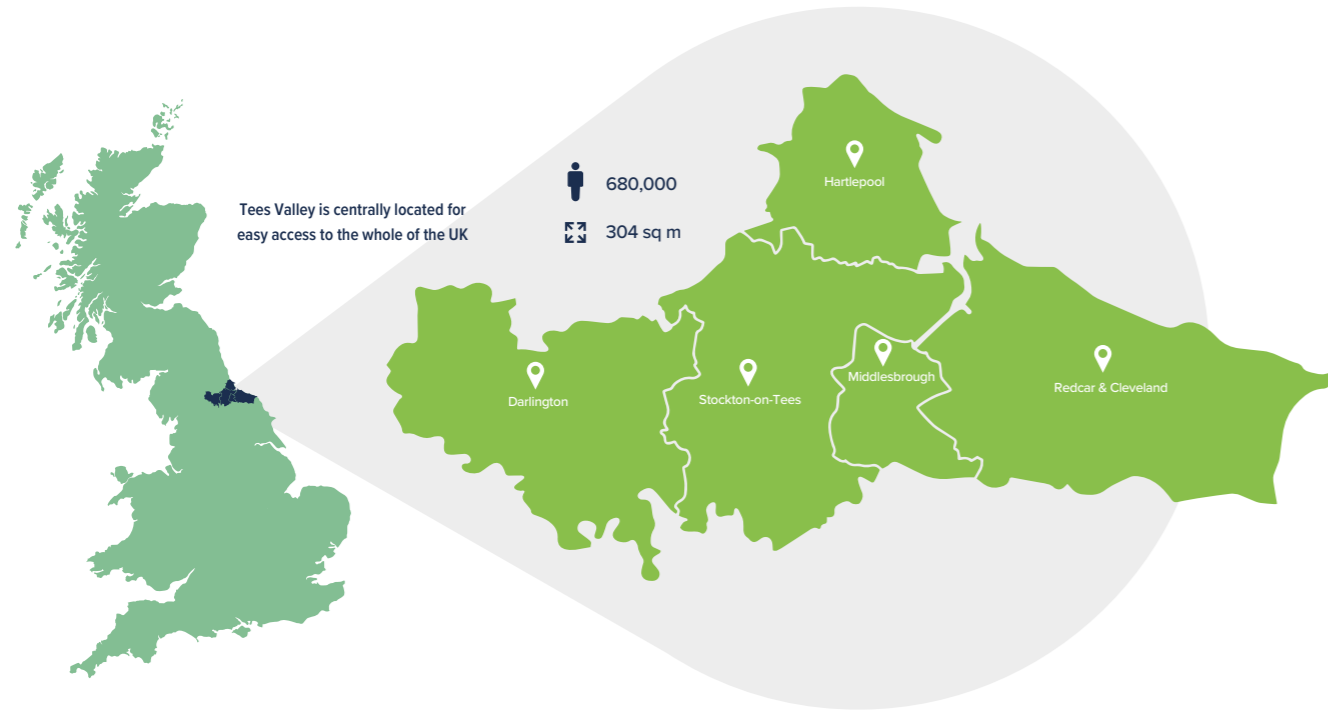 Tees Valley is centrally located for
easy access to the whole of the UK
680,000
304 sq m
Hartlepool
Darlington
Stockton-on-Tees
Middlesbrough
Redcar & Cleveland